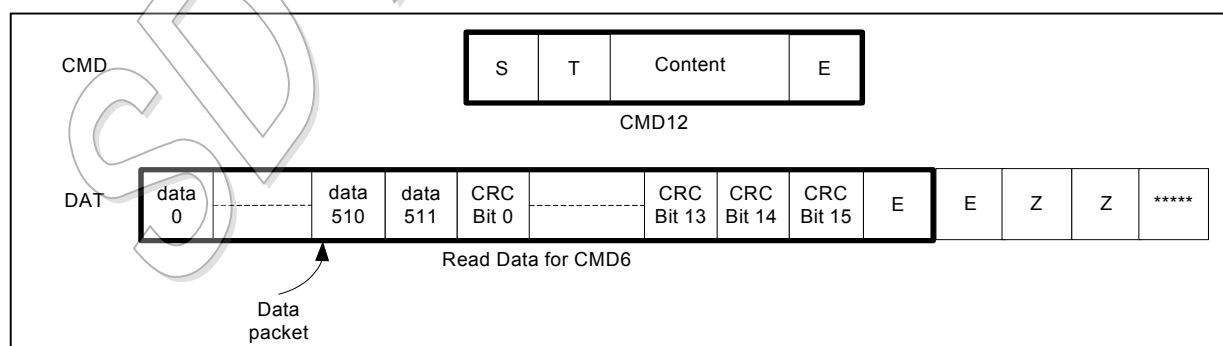 CMD
S T Content E
CMD12
DAT
data 0 data 510 data 511 CRC Bit 0 CRC Bit 13 CRC Bit 14 CRC Bit 15 E E Z Z *****
Read Data for CMD6
Data
packet
SD